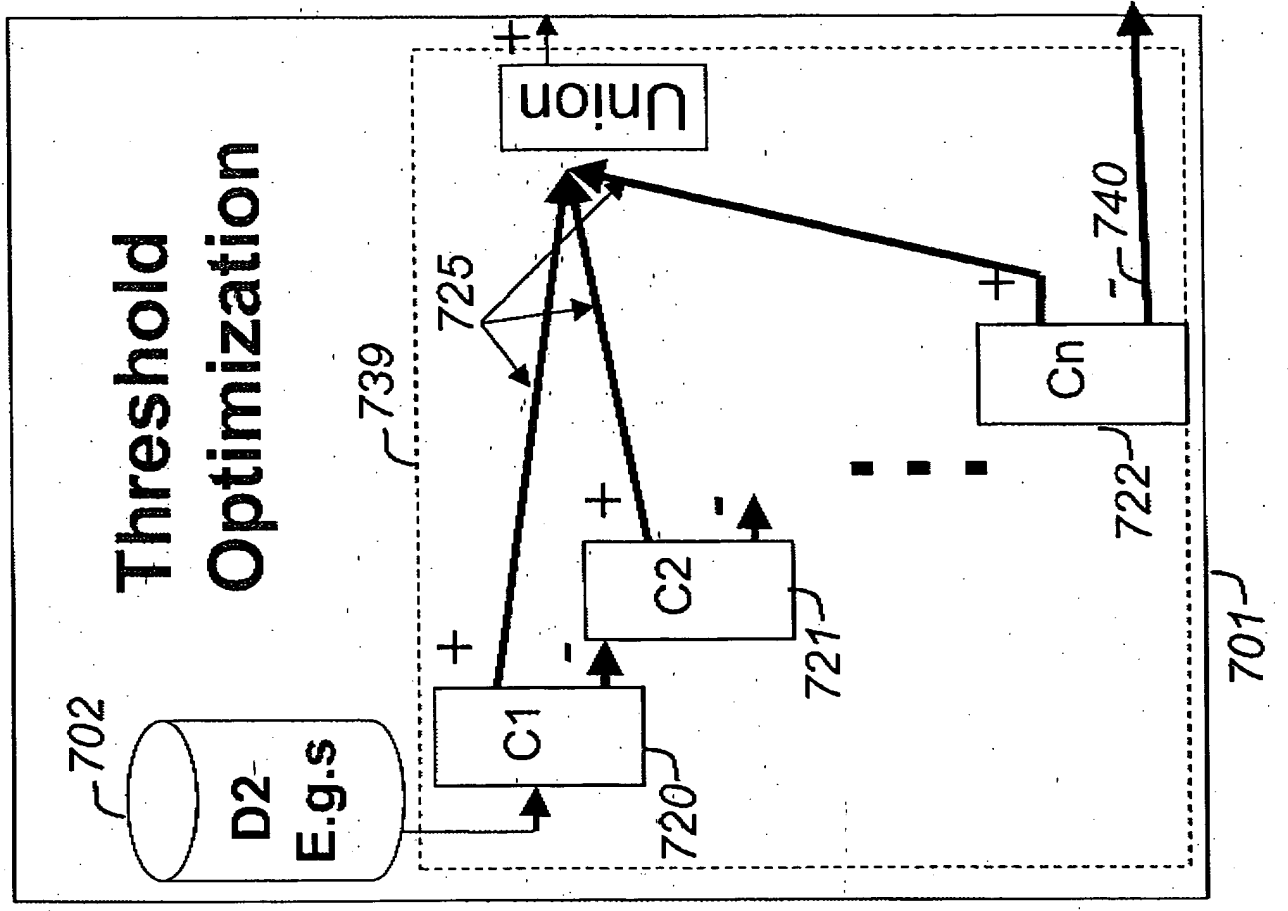 Threshold
Optimization
702
D2
E.g.s
739
725
+
Union
+
C1
-
720
+
C2
-
721
+
Cn
-
740
722
701